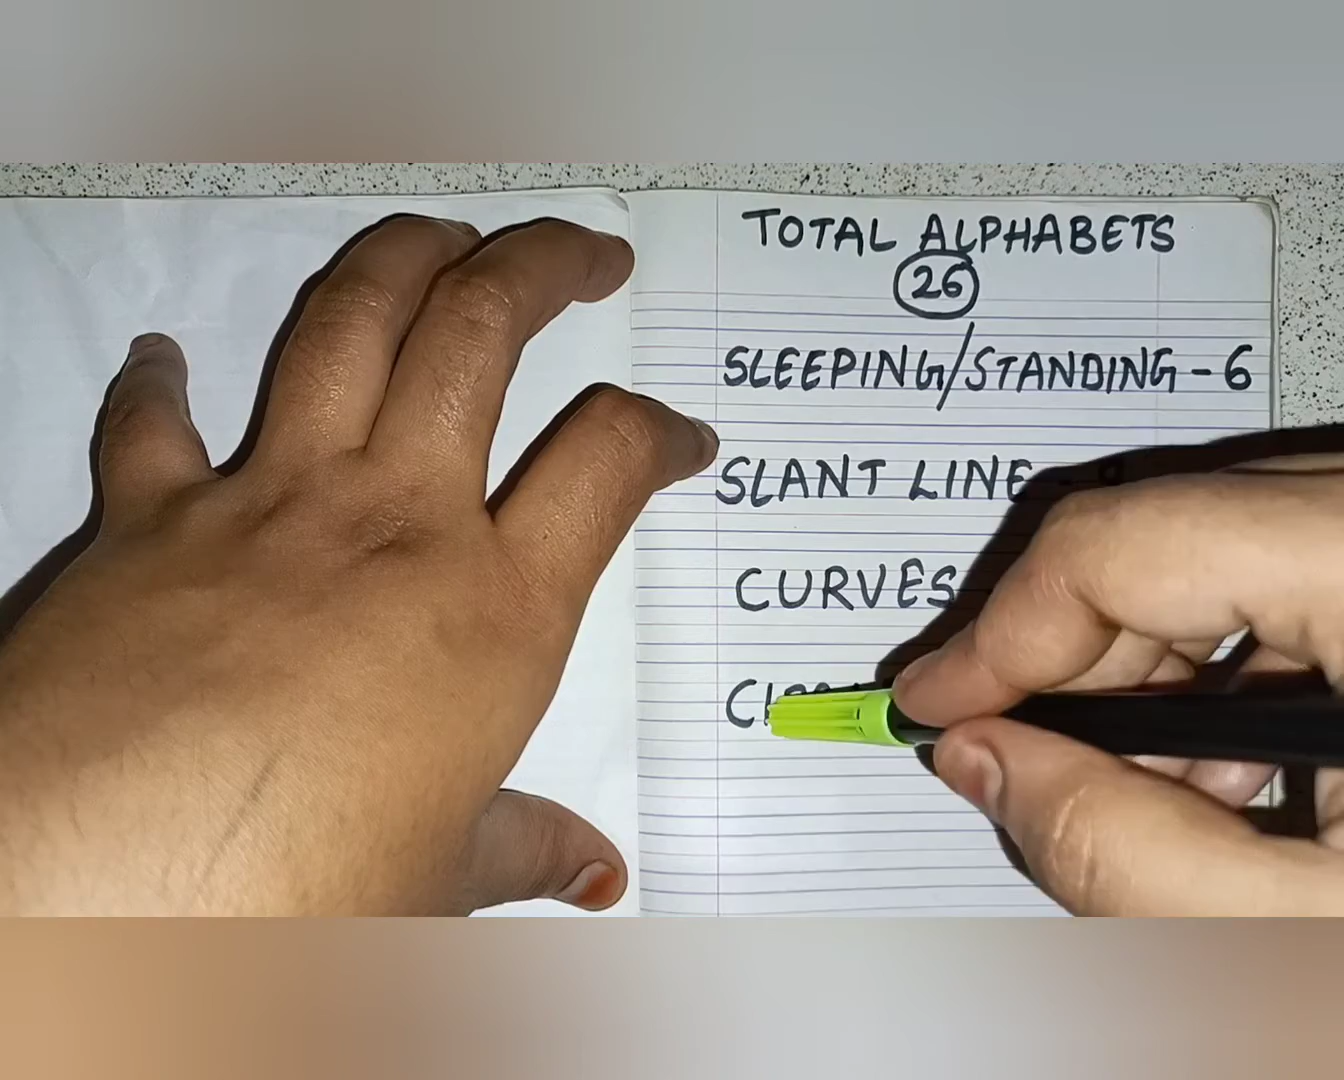 TOTAL ALPHABETS
26
SLEEPING/STANDING - 6
SLANT LINE -
CURVES